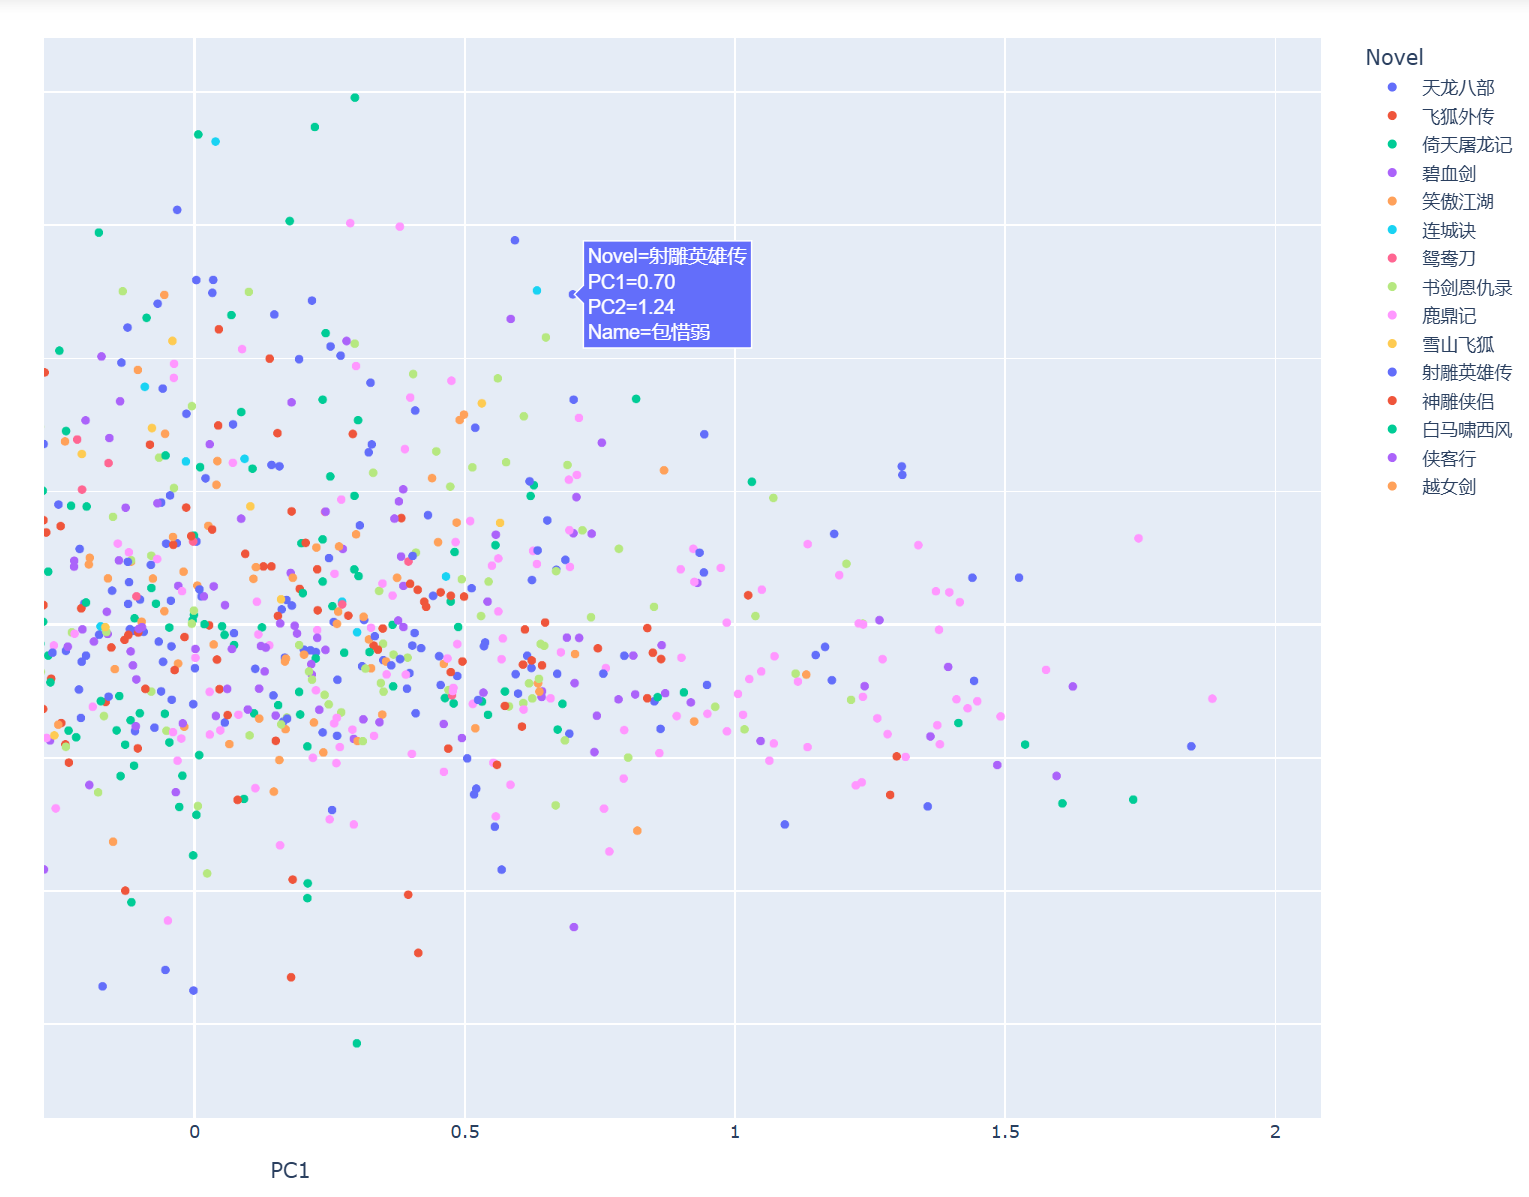 Novel
天龙八部
飞狐外传
倚天屠龙记
碧血剑
笑傲江湖
连城诀
鸳鸯刀
书剑恩仇录
鹿鼎记
雪山飞狐
射雕英雄传
神雕侠侣
白马啸西风
侠客行
越女剑
Novel=射雕英雄传
PC1=0.70
PC2=1.24
Name=包惜弱
0
0.5
1
1.5
2
PC1